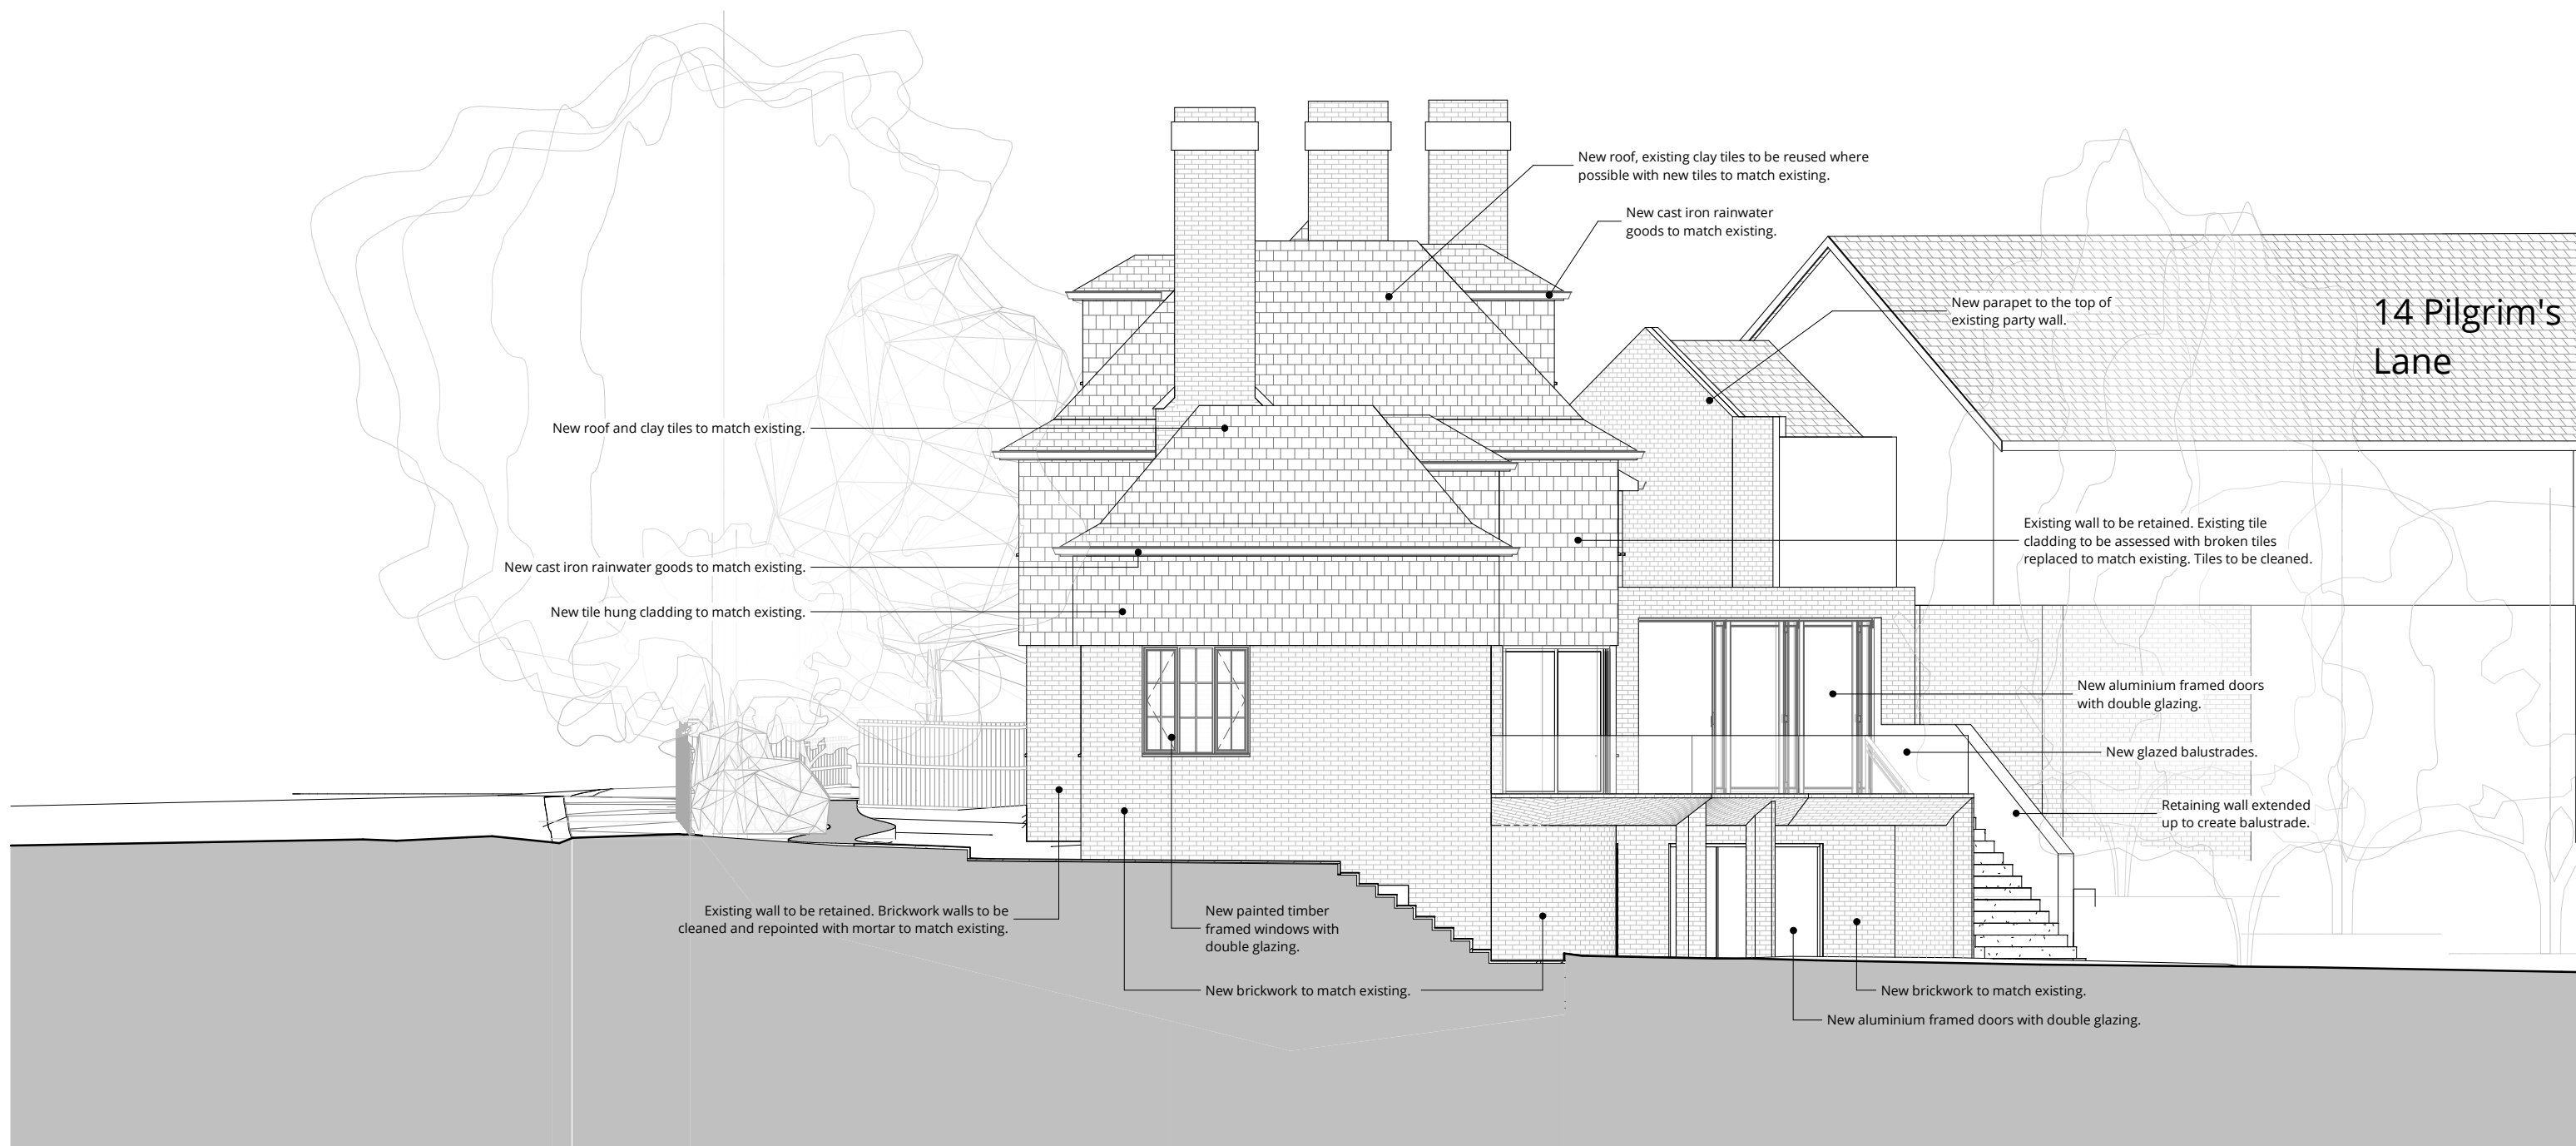 New roof, existing clay tiles to be reused where
possible with new tiles to match existing.
New cast iron rainwater
goods to match existing.
New parapet to the top of
existing party wall.
14 Pilgrim's
Lane
New roof and clay tiles to match existing.
Existing wall to be retained. Existing tile
cladding to be assessed with broken tiles
replaced to match existing. Tiles to be cleaned.
New cast iron rainwater goods to match existing.
New tile hung cladding to match existing.
New aluminium framed doors
with double glazing.
New glazed balustrades.
Retaining wall extended
up to create balustrade.
Existing wall to be retained. Brickwork walls to be
cleaned and repointed with mortar to match existing.
New painted timber
framed windows with
double glazing.
New brickwork to match existing.
New brickwork to match existing.
New aluminium framed doors with double glazing.